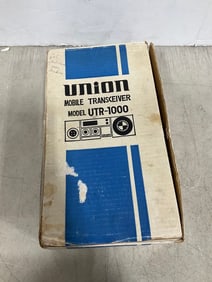 union
MOBILE TRANSCEIVER
MODEL UTR-1000